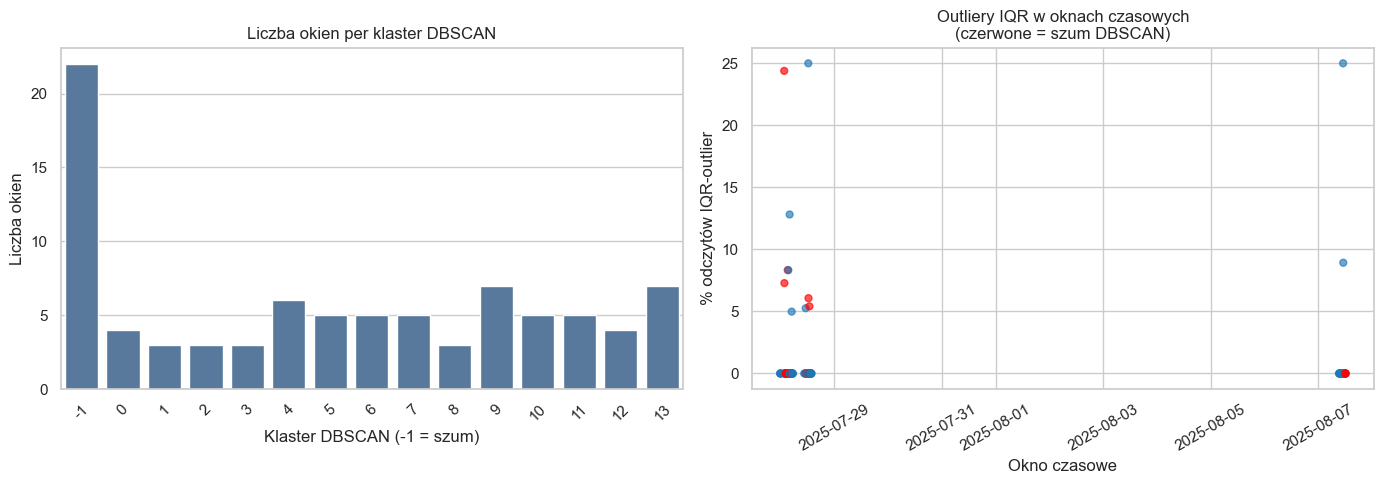 Liczba okien per klaster DBSCAN
Liczba okien
20
15
10
5
0
-1 0 1 2 3 4 5 6 7 8 9 10 11 12 13
Klaster DBSCAN (-1 = szum)
Outliery IQR w oknach czasowych
(czerwone = szum DBSCAN)
% odczytów IQR-outlier
25
20
15
10
5
0
2025-07-29 2025-07-31 2025-08-01 2025-08-03 2025-08-05 2025-08-07
Okno czasowe